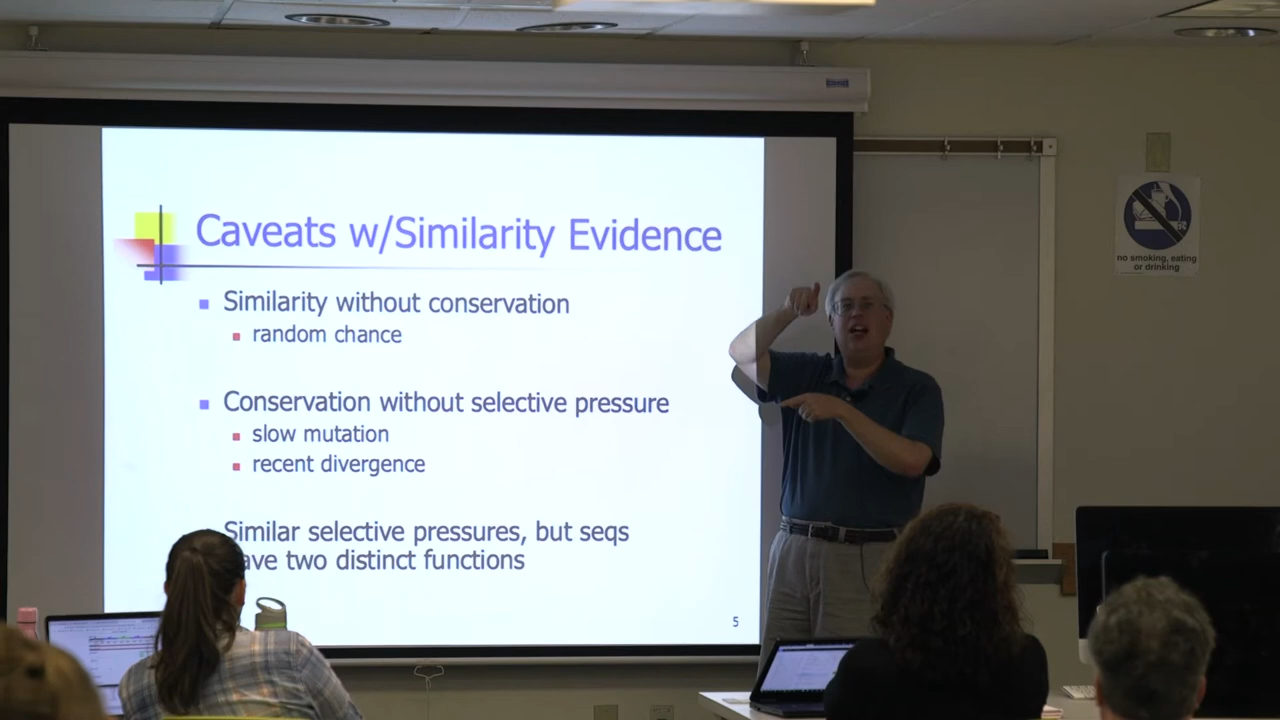 Caveats w/Similarity Evidence
Similarity without conservation
random chance
Conservation without selective pressure
slow mutation
recent divergence
Similar selective pressures, but seqs
ave two distinct functions
5
no smoking, eating
or drinking